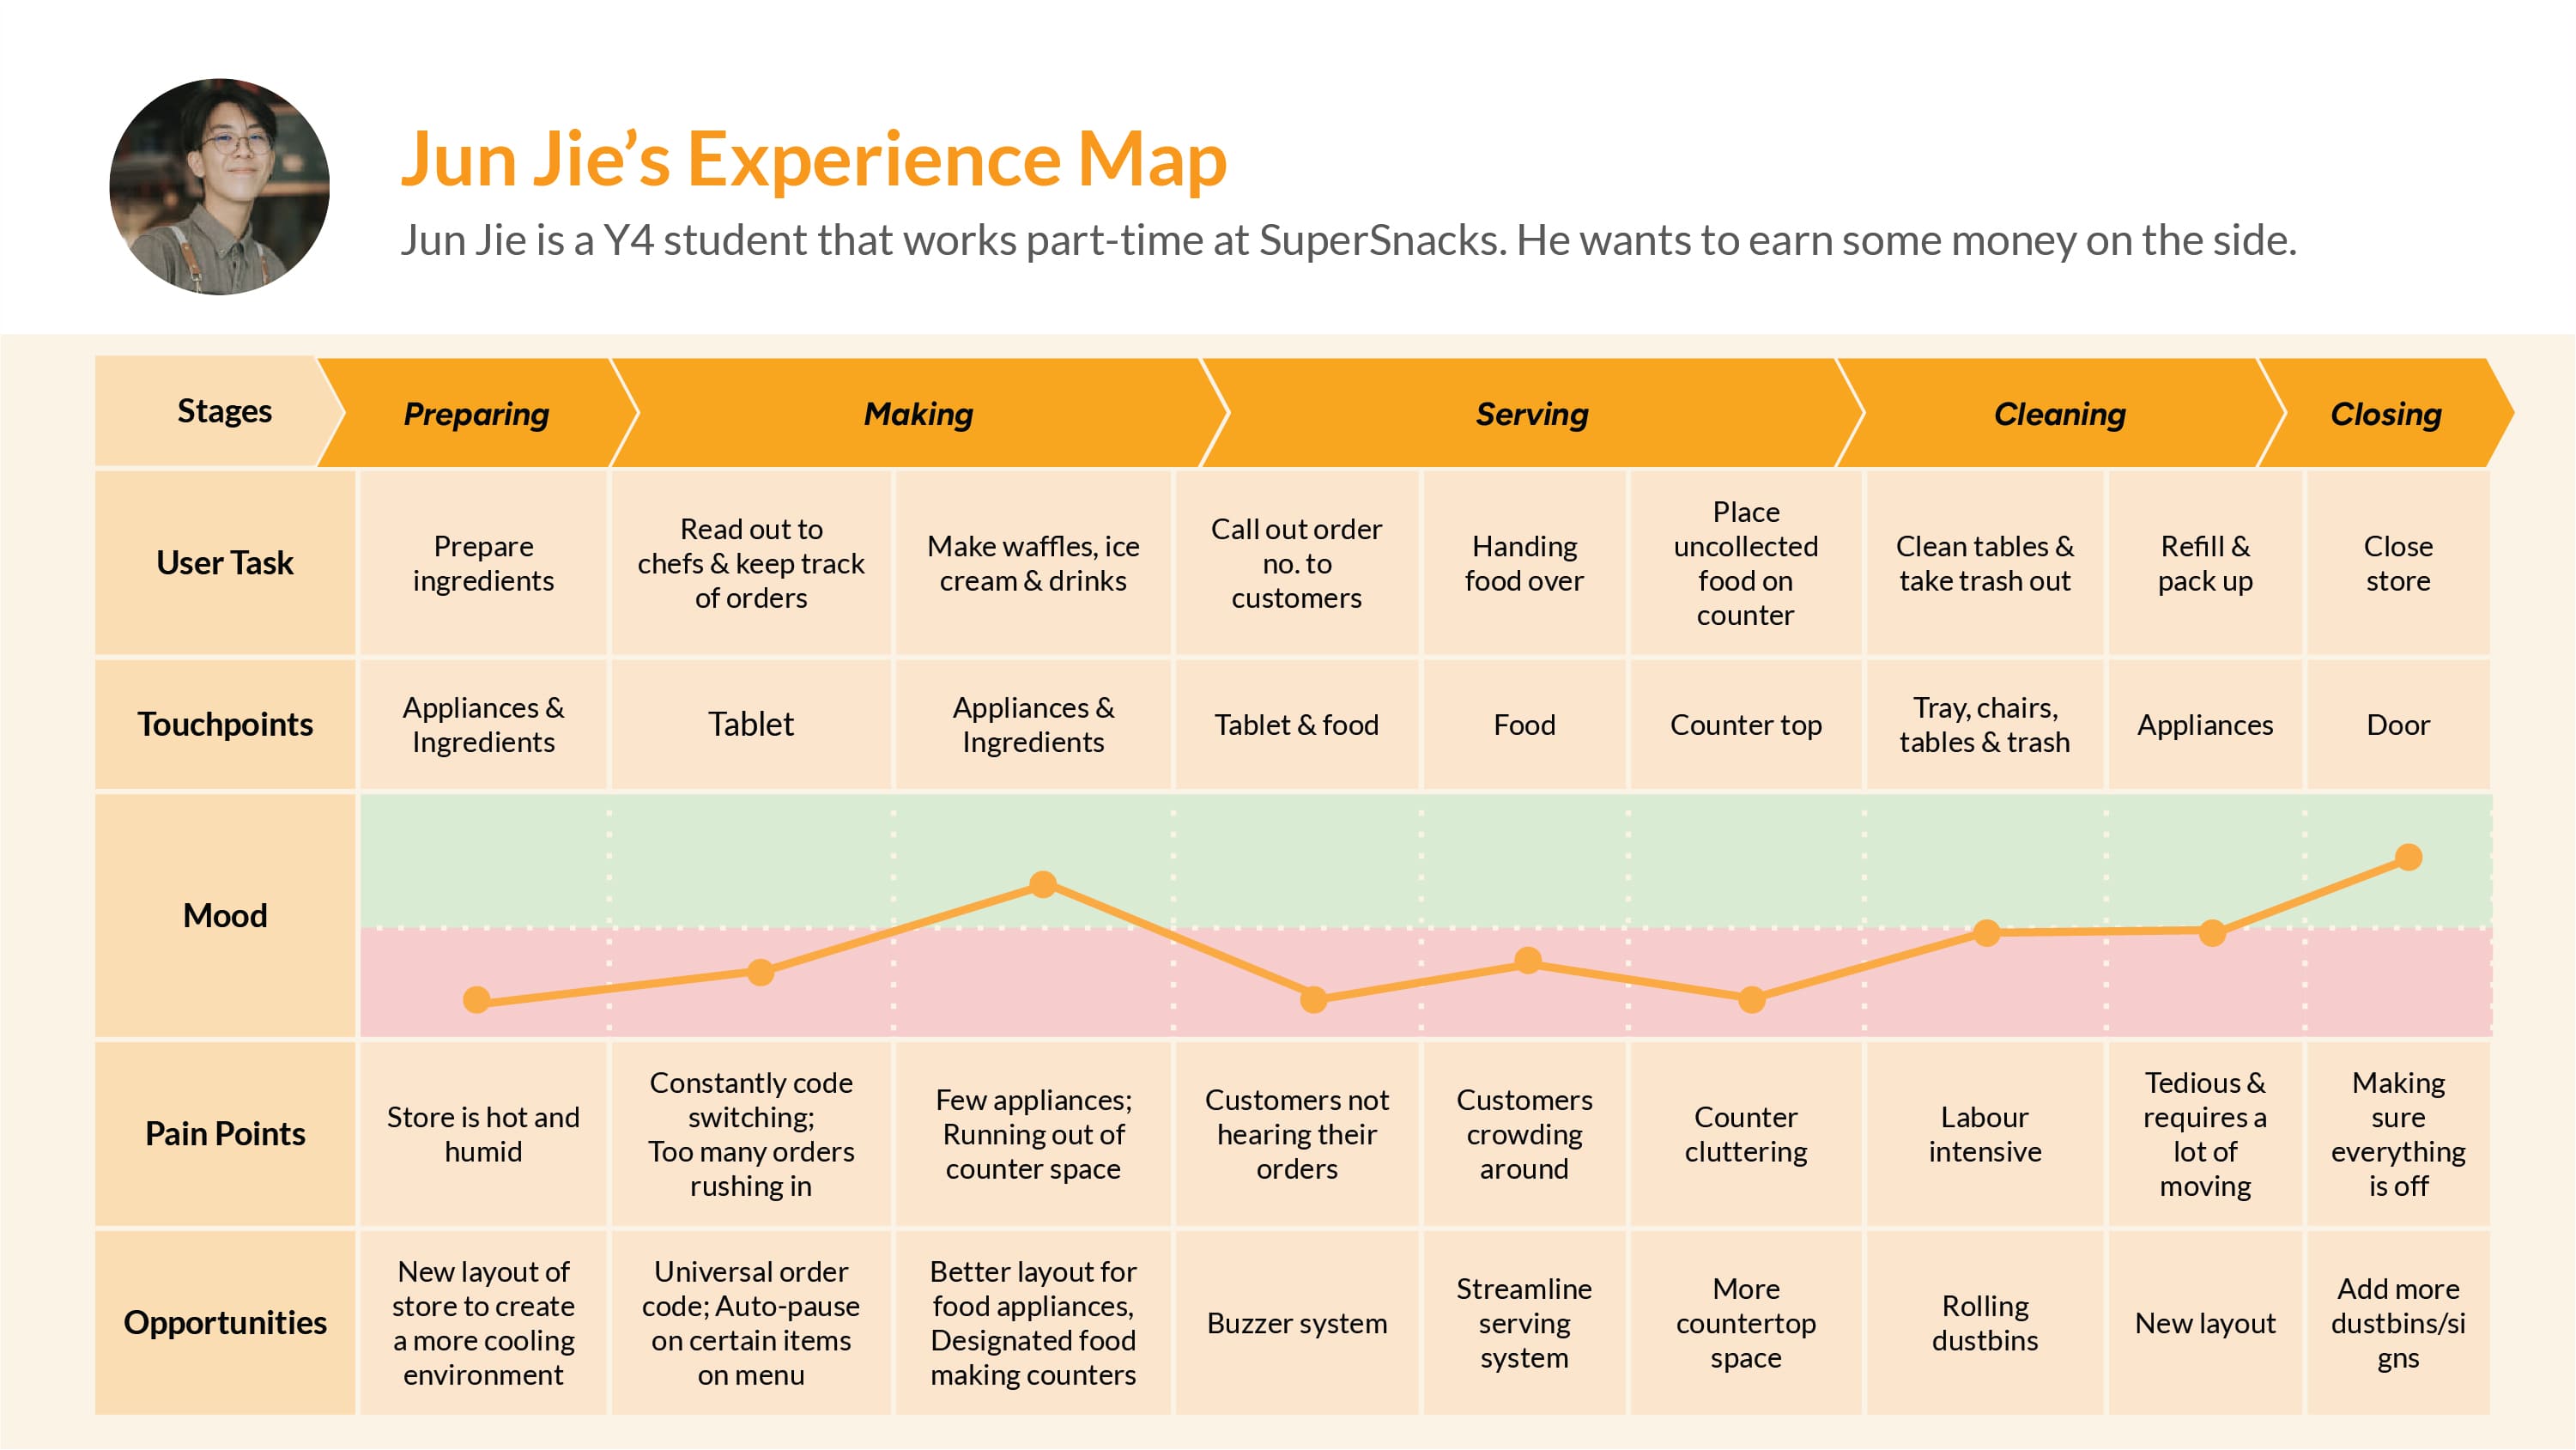 Jun Jie’s Experience Map
Jun Jie is a Y4 student that works part-time at SuperSnacks. He wants to earn some money on the side.
Stages
Preparing
Making
Serving
Cleaning
Closing
User Task
Prepare
ingredients
Read out to
chefs & keep track
of orders
Make waffles, ice
cream & drinks
Call out order
no. to
customers
Handing
food over
Place
uncollected
food on
counter
Clean tables &
take trash out
Refill &
pack up
Close
store
Touchpoints
Appliances &
Ingredients
Tablet
Appliances &
Ingredients
Tablet & food
Food
Counter top
Tray, chairs,
tables & trash
Appliances
Door
Mood
Pain Points
Store is hot and
humid
Constantly code
switching;
Too many orders
rushing in
Few appliances;
Running out of
counter space
Customers not
hearing their
orders
Customers
crowding
around
Counter
cluttering
Labour
intensive
Tedious &
requires a
lot of
moving
Making
sure
everything
is off
Opportunities
New layout of
store to create
a more cooling
environment
Universal order
code; Auto-pause
on certain items
on menu
Better layout for
food appliances,
Designated food
making counters
Buzzer system
Streamline
serving
system
More
countertop
space
Rolling
dustbins
New layout
Add more
dustbins/si
gns